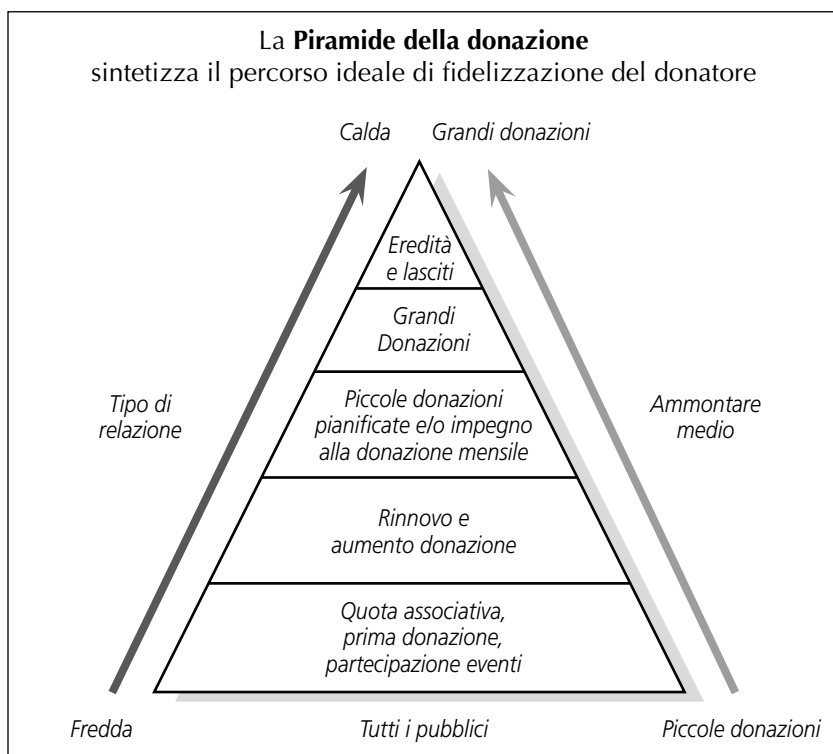 La Piramide della donazione
sintetizza il percorso ideale di fidelizzazione del donatore
Calda
Grandi donazioni
Eredità
e lasciti
Grandi
Donazioni
Tipo di
relazione
Piccole donazioni
pianificate e/o impegno
alla donazione mensile
Ammontare
medio
Rinnovo e
aumento donazione
Quota associativa,
prima donazione,
partecipazione eventi
Fredda
Tutti i pubblici
Piccole donazioni